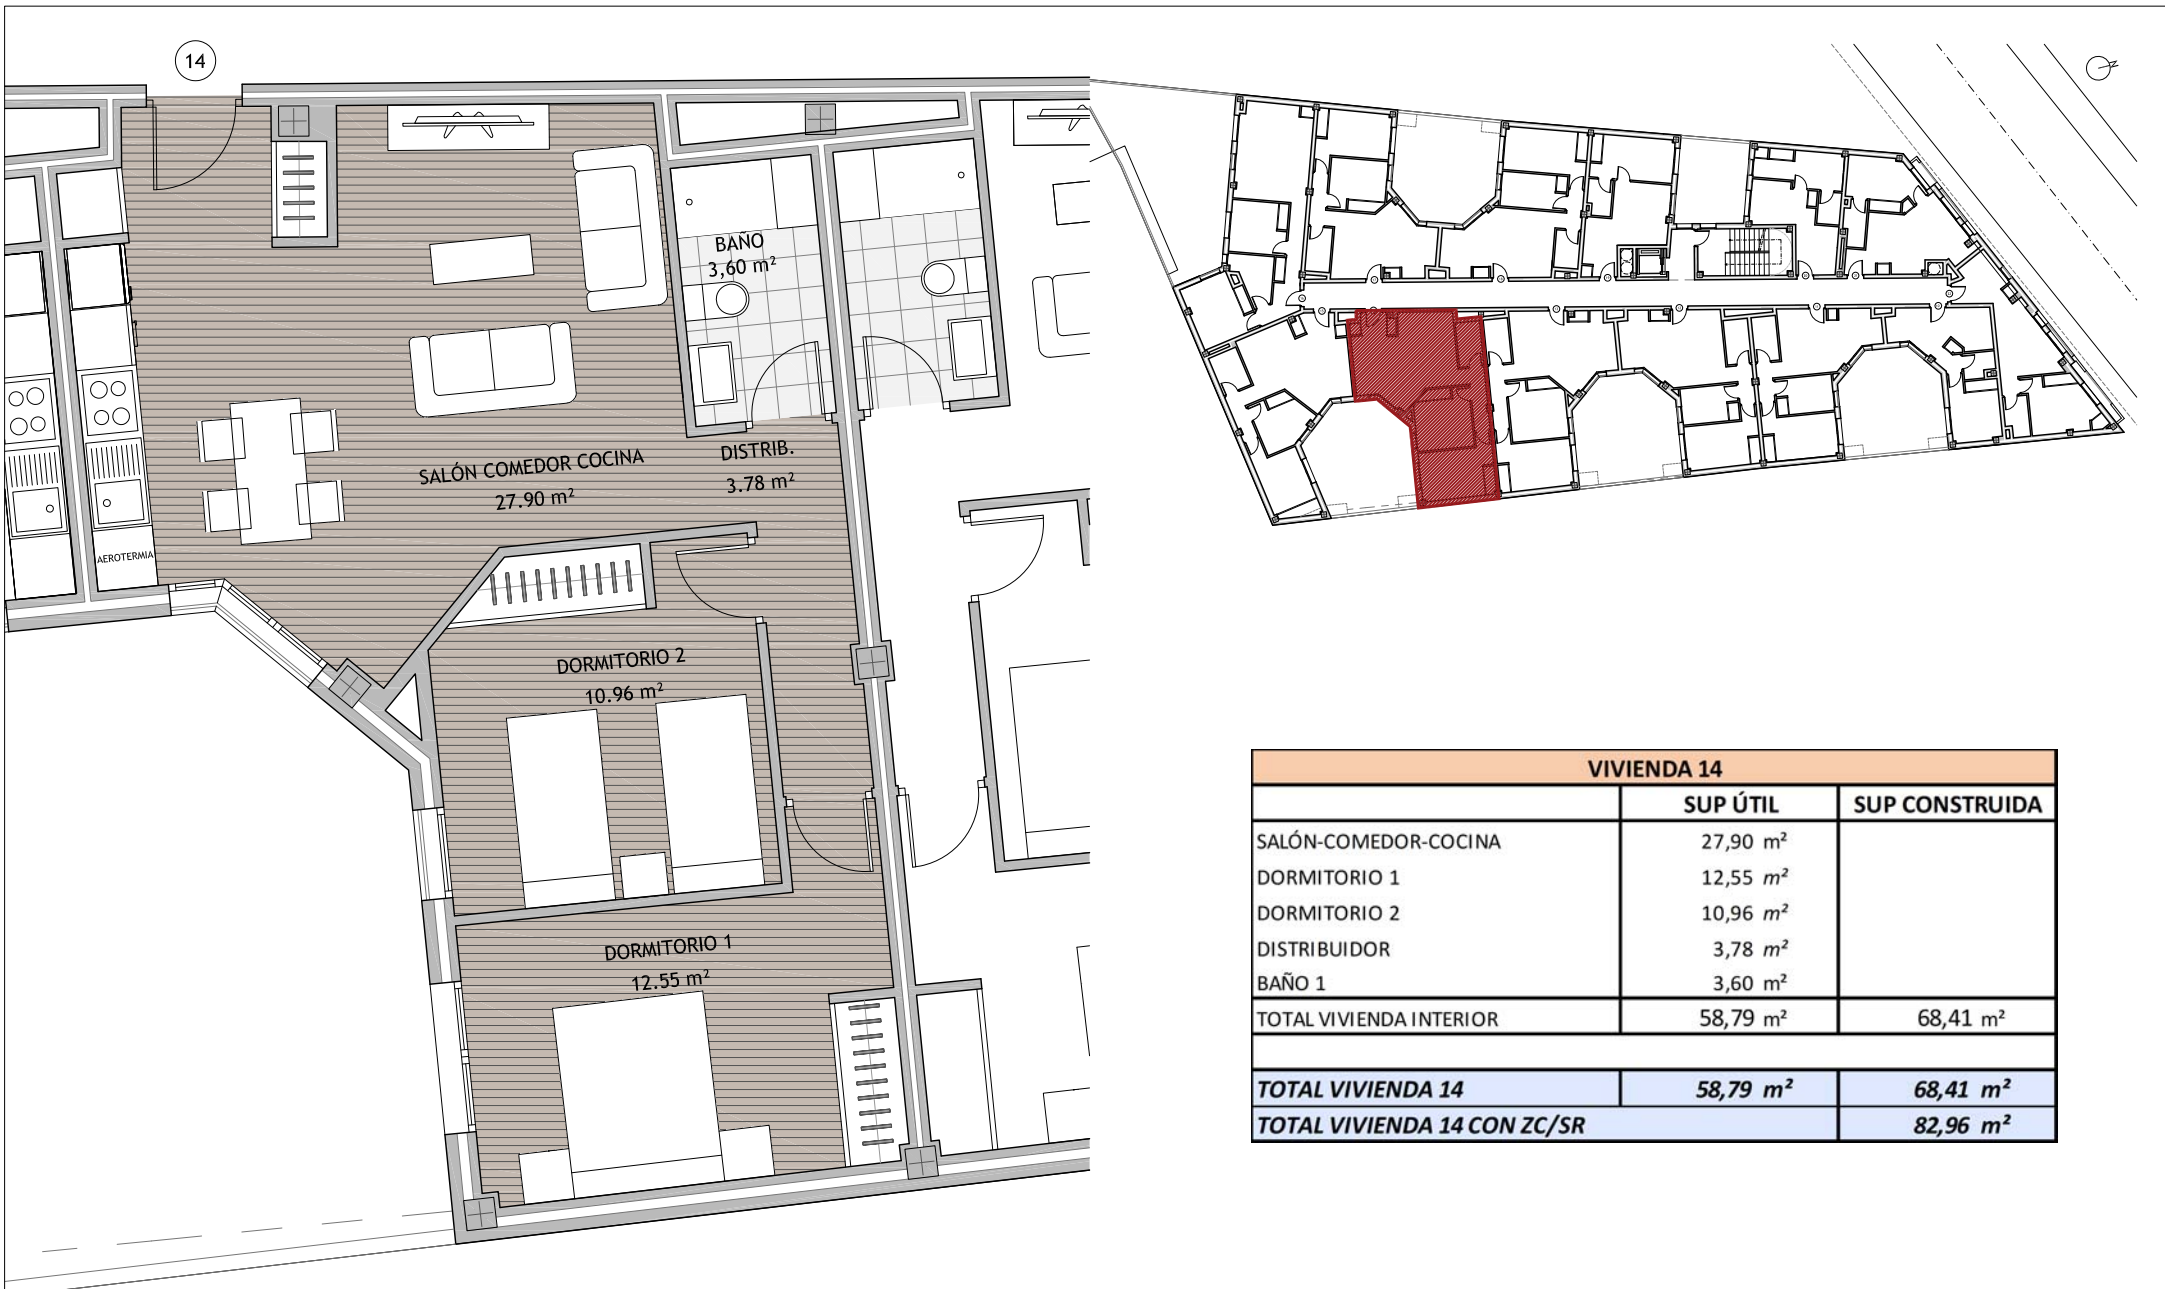 14
BAÑO
3,60 m²
SALÓN COMEDOR COCINA
27.90 m²
DISTRIB.
3.78 m²
AEROTERMIA
DORMITORIO 2
10.96 m²
DORMITORIO 1
12.55 m²
N
VIVIENDA 14
SUP ÚTIL SUP CONSTRUIDA
SALÓN-COMEDOR-COCINA 27,90 m²
DORMITORIO 1 12,55 m²
DORMITORIO 2 10,96 m²
DISTRIBUIDOR 3,78 m²
BAÑO 1 3,60 m²
TOTAL VIVIENDA INTERIOR 58,79 m² 68,41 m²
TOTAL VIVIENDA 14 58,79 m² 68,41 m²
TOTAL VIVIENDA 14 CON ZC/SR 82,96 m²